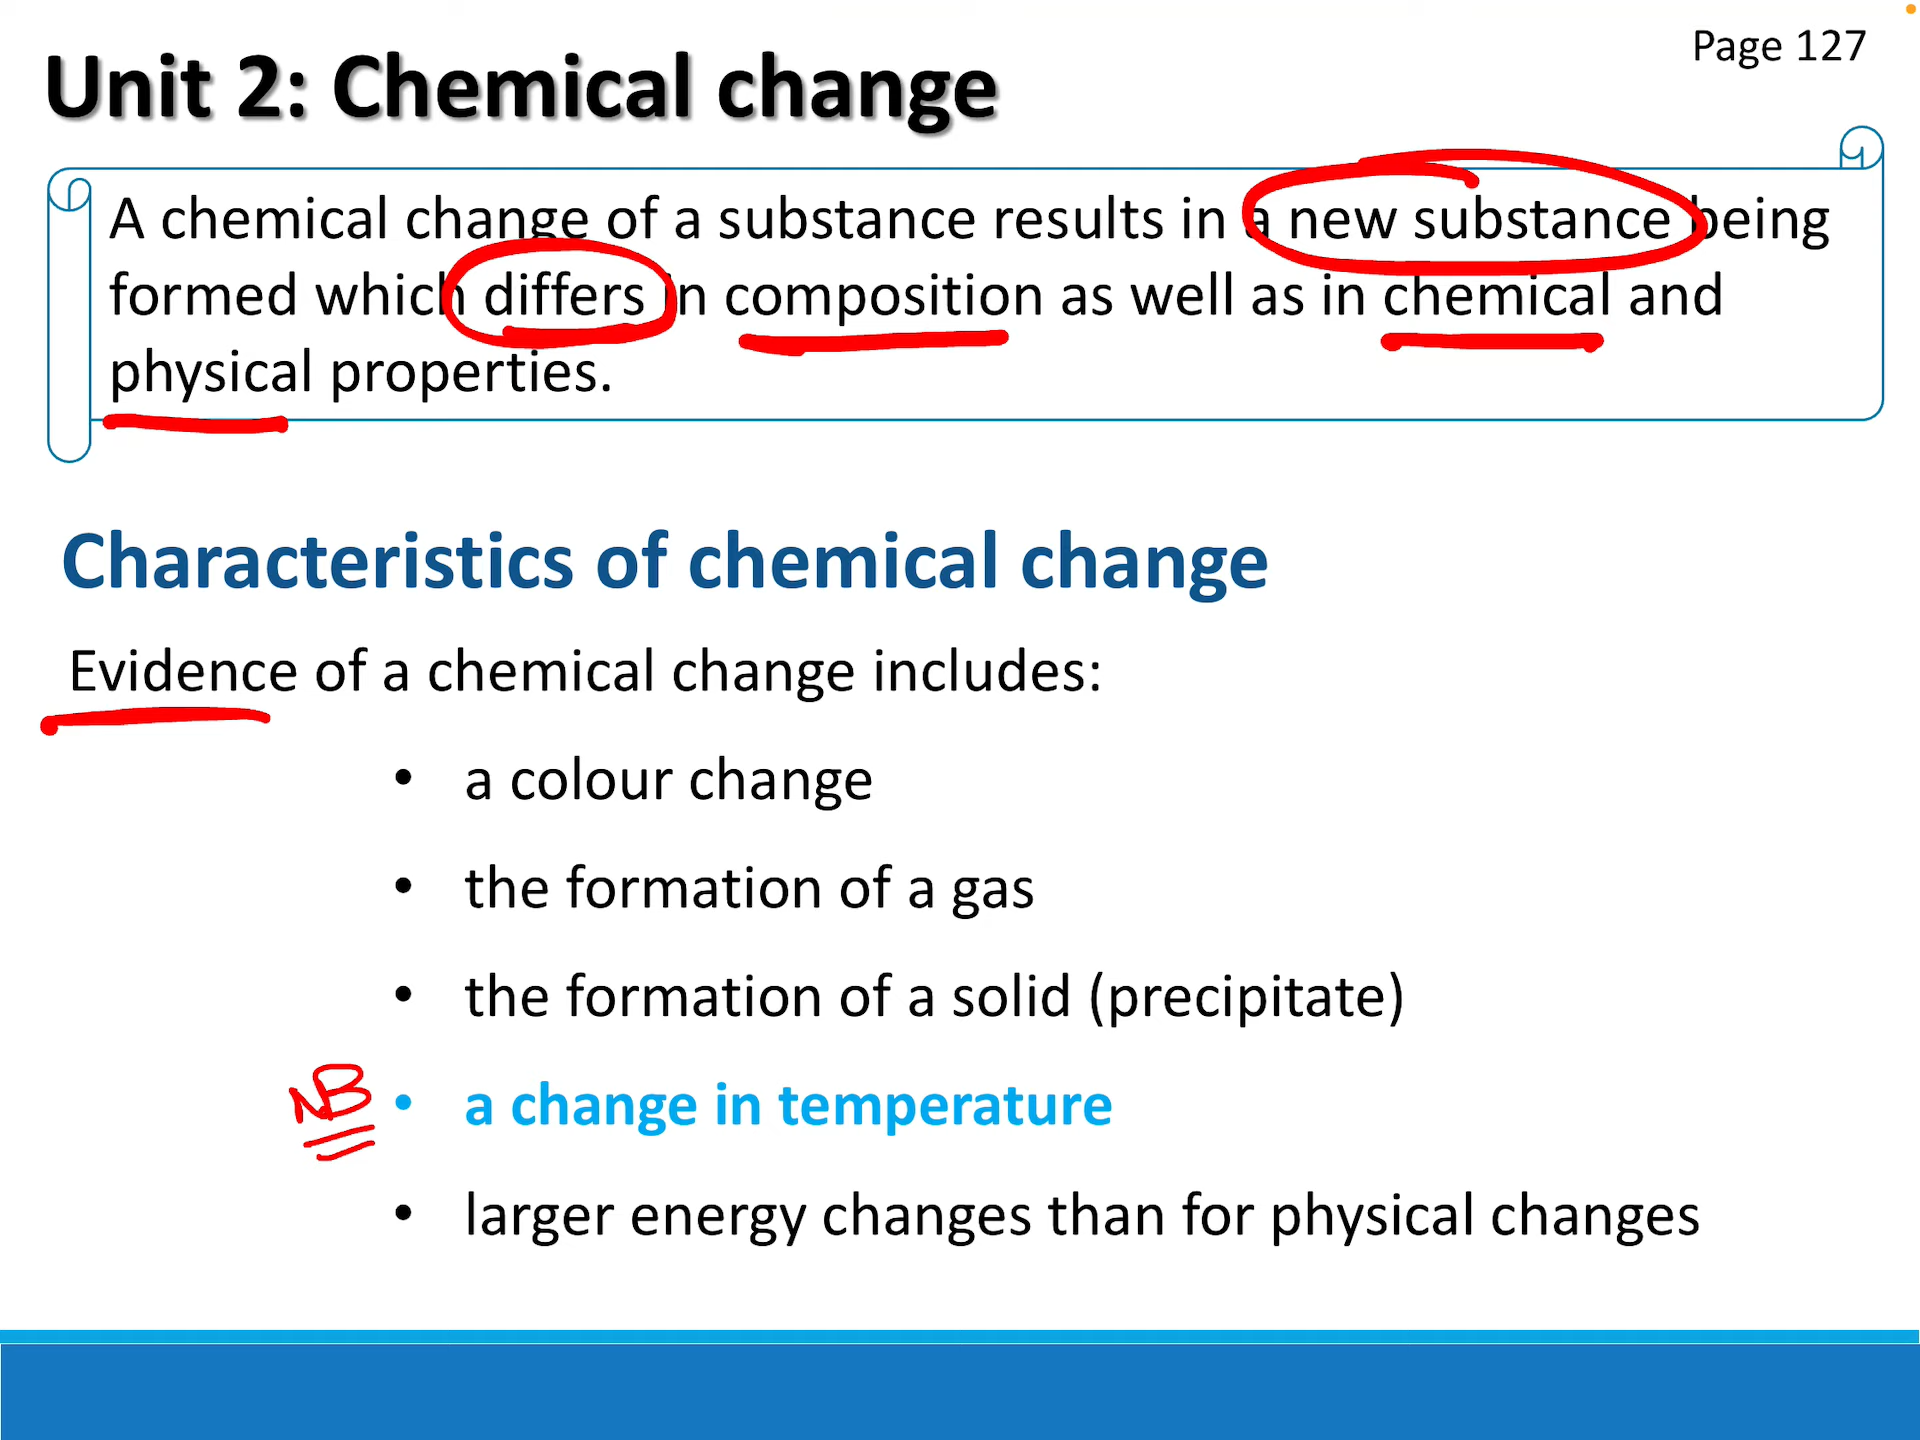 Page 127
Unit 2: Chemical change
A chemical change of a substance results in a new substance being
formed which differs in composition as well as in chemical and
physical properties.
Characteristics of chemical change
Evidence of a chemical change includes:
• a colour change
• the formation of a gas
• the formation of a solid (precipitate)
NB • a change in temperature
• larger energy changes than for physical changes